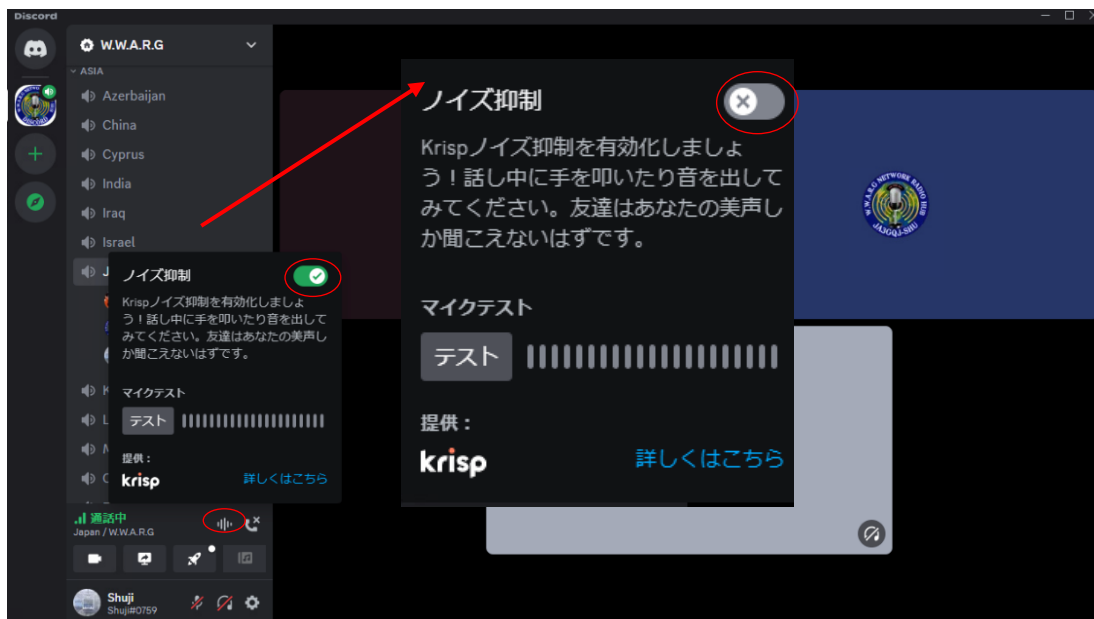 Discord
W.W.A.R.G
ASIA
Azerbaijan
China
Cyprus
India
Iraq
Israel
J
ノイズ抑制
Krispノイズ抑制を有効化しましょ
う！話し中に手を叩いたり音を出して
みてください。友達はあなたの美声し
か聞こえないはずです。
マイクテスト
テスト
提供：
krisp
詳しくはこちら
K
L
M
通話中
Japan / W.W.A.R.G
Shuji
Shuji#0759
ノイズ抑制
Krispノイズ抑制を有効化しましょ
う！話し中に手を叩いたり音を出して
みてください。友達はあなたの美声し
か聞こえないはずです。
マイクテスト
テスト
提供：
krisp
詳しくはこちら
W.W.A.R.G NETWORK RADIO HUB
JA3GQJ-SHU